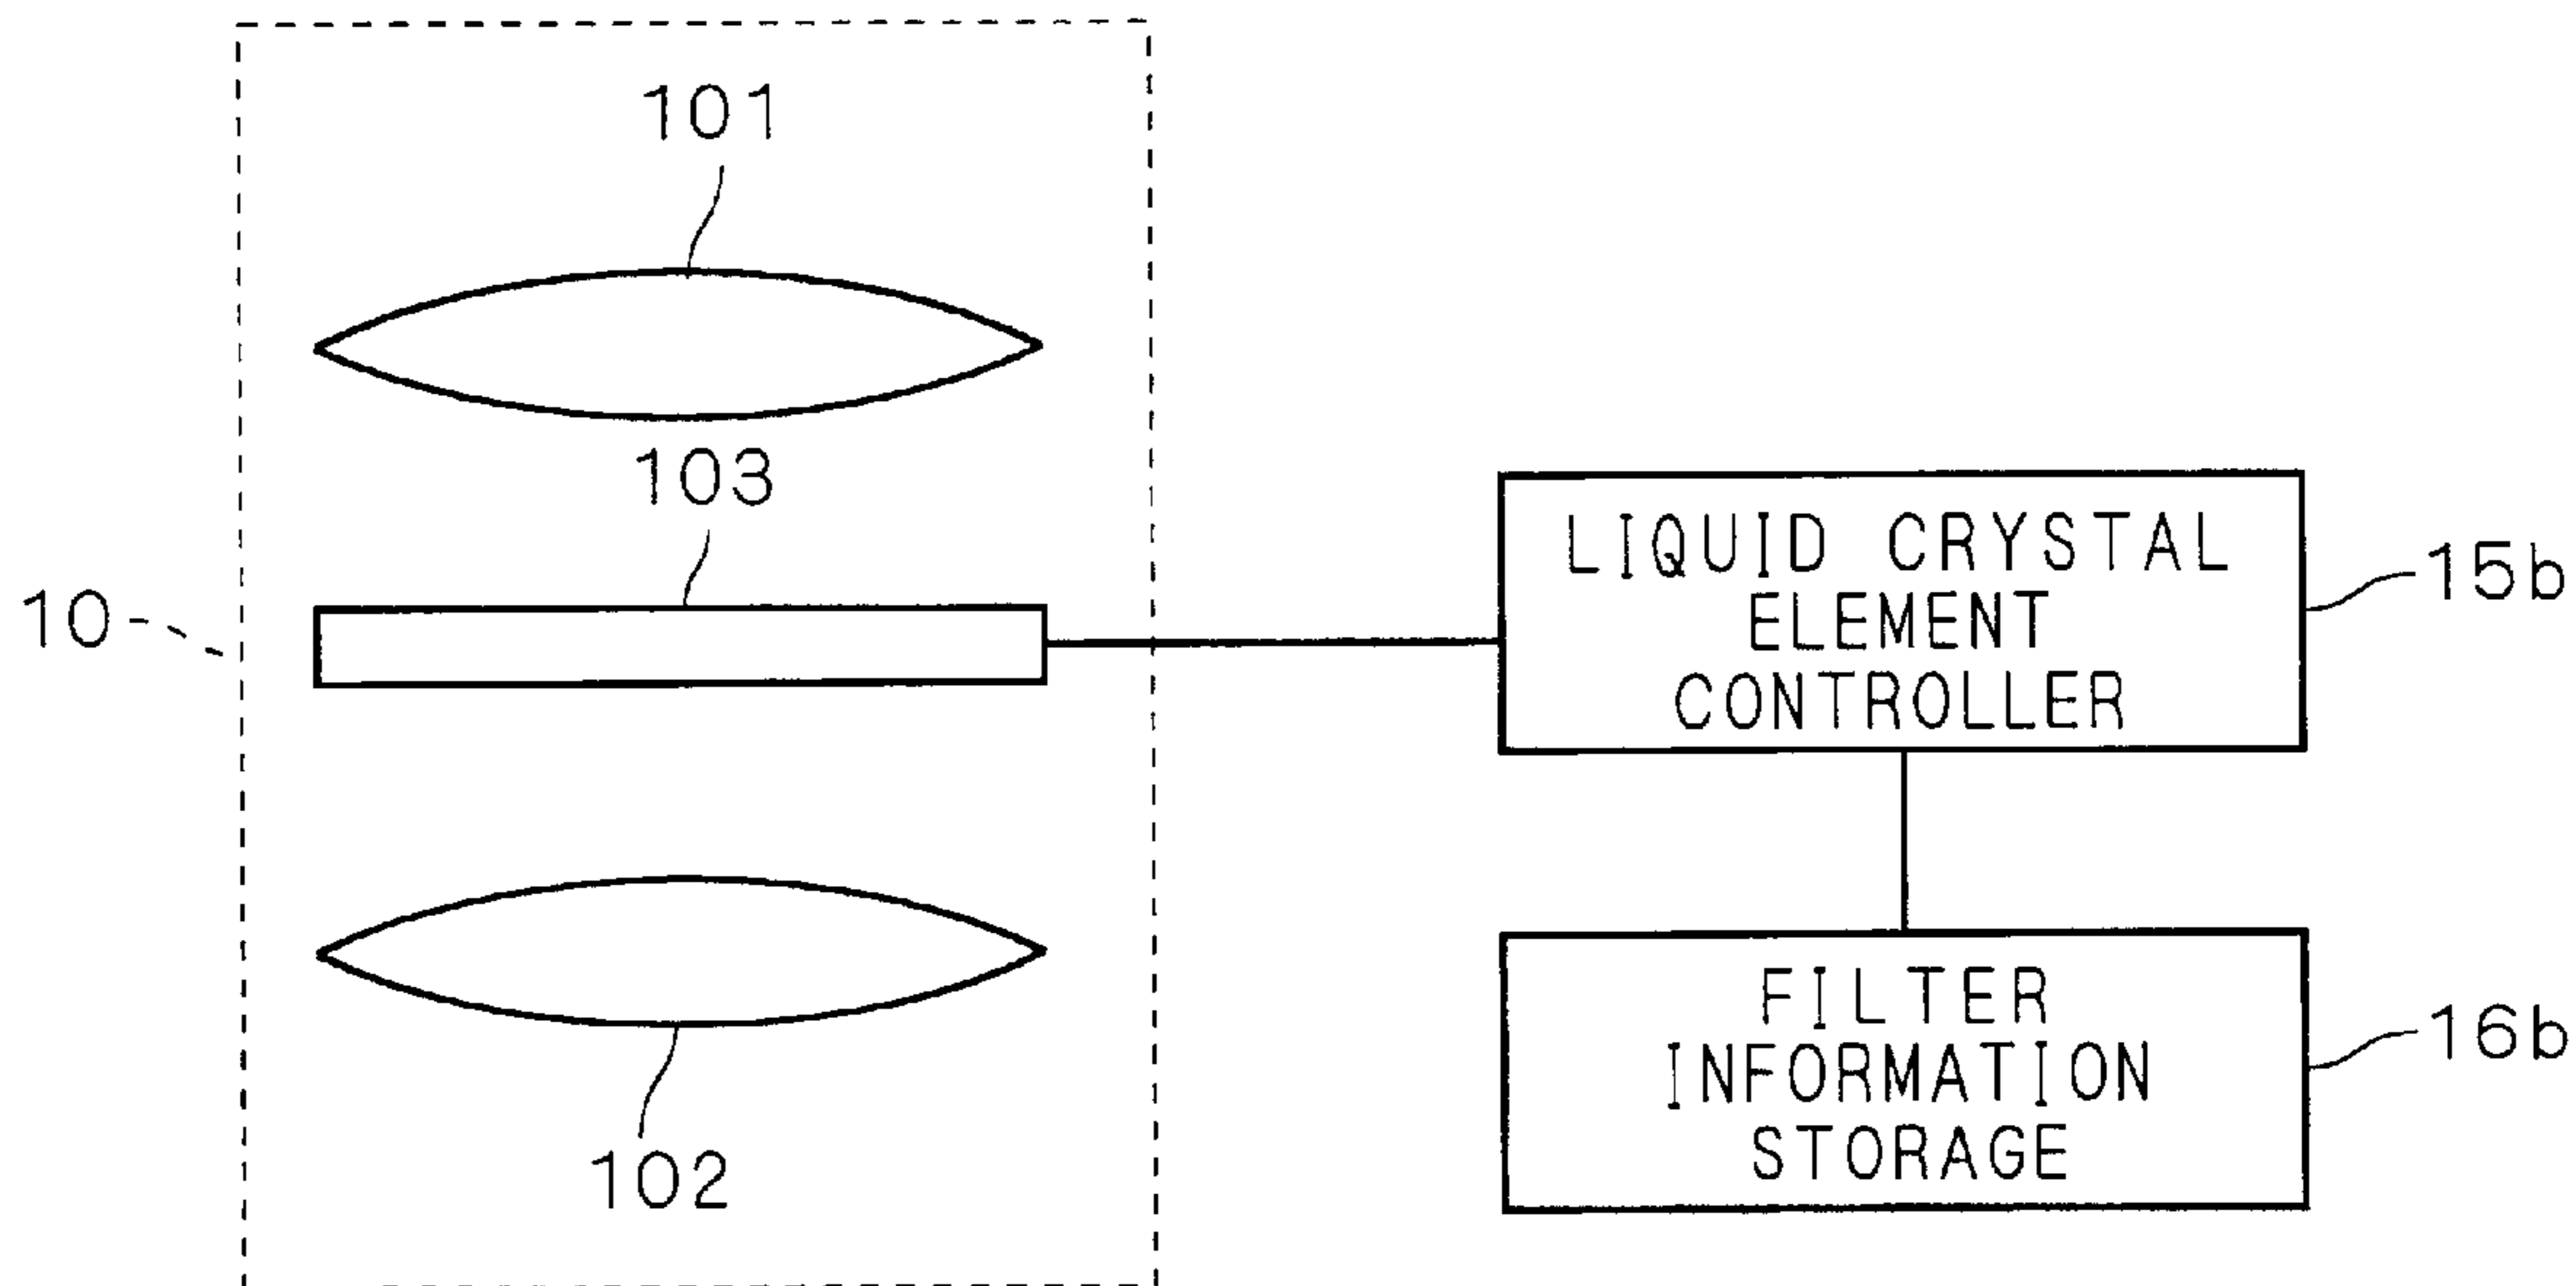 101
103
10
LIQUID CRYSTAL
ELEMENT
CONTROLLER
15b
FILTER
INFORMATION
STORAGE
16b
102